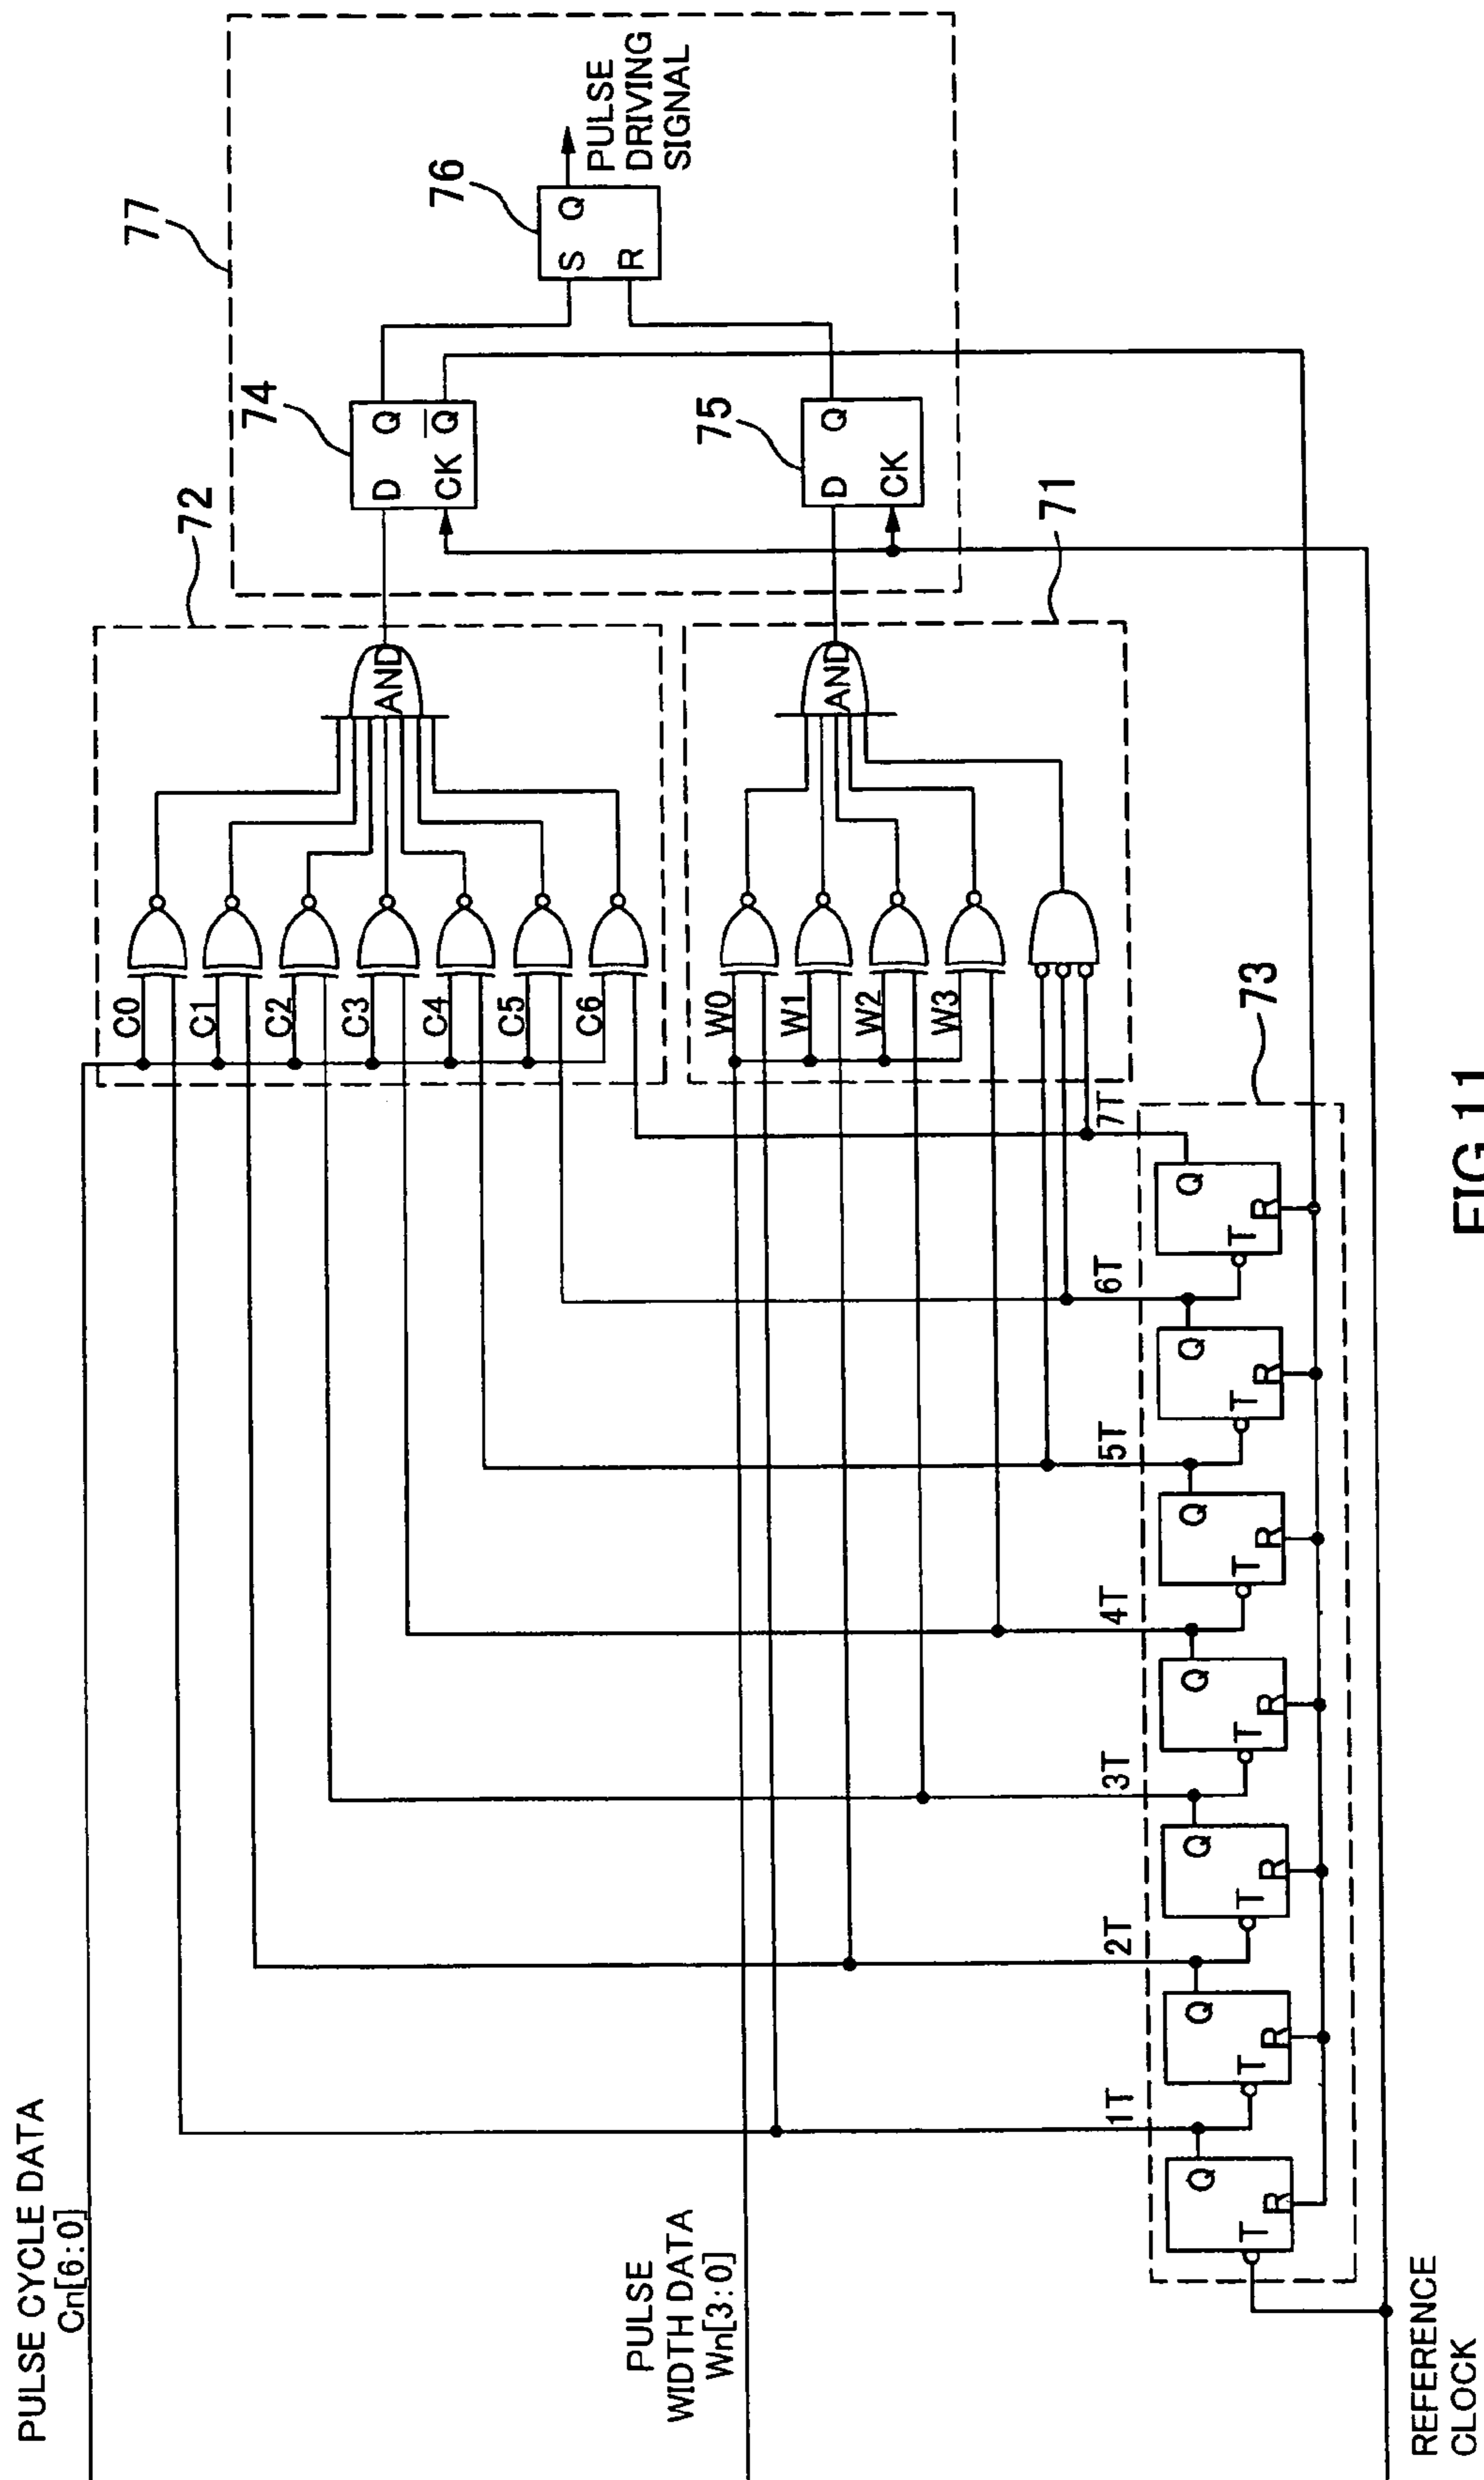 PULSE CYCLE DATA
Cn[6:0]
PULSE
WIDTH DATA
Wn[3:0]
REFERENCE
CLOCK
72
C0
C1
C2
C3
C4
C5
C6
AND
71
W0
W1
W2
W3
AND
73
1T
2T
3T
4T
5T
6T
7T
Q
T
R
Q
T
R
Q
T
R
Q
T
R
Q
T
R
Q
T
R
Q
T
R
77
74
D Q
CK Q
75
D Q
CK
76
S Q
R
PULSE
DRIVING
SIGNAL
FIG.11